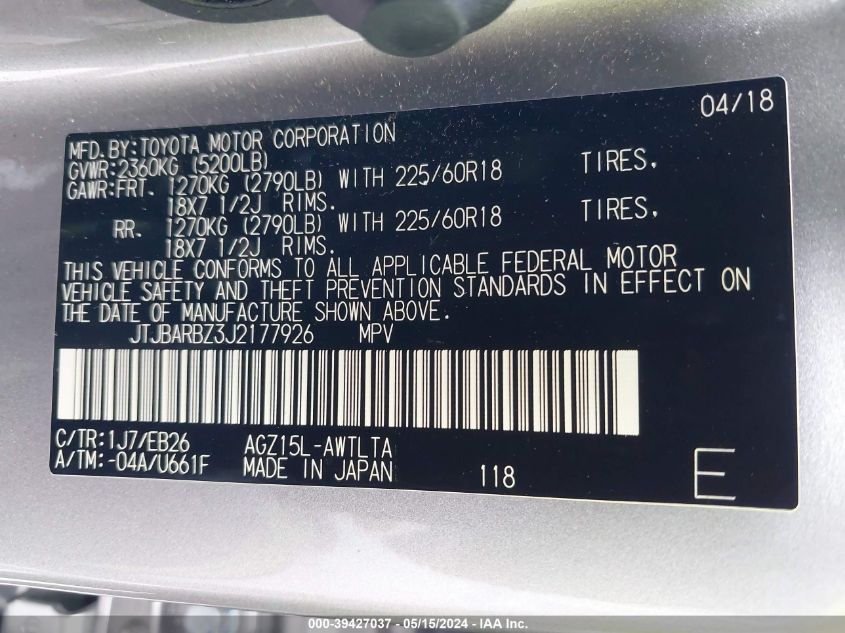 04/18
MFD. BY: TOYOTA MOTOR CORPORATION
GVWR: 2360KG (5200LB)
GAWR: FRT. 1270KG (2790LB) WITH 225/60R18 TIRES,
18X7 1/2J RIMS.
RR. 1270KG (2790LB) WITH 225/60R18 TIRES,
18X7 1/2J RIMS.
THIS VEHICLE CONFORMS TO ALL APPLICABLE FEDERAL MOTOR
VEHICLE SAFETY AND THEFT PREVENTION STANDARDS IN EFFECT ON
THE DATE OF MANUFACTURE SHOWN ABOVE.
JTJBARBZ3J2177926 MPV
C/TR: 1J7/EB26 AGZ15L-AWTLTA
A/TM: -04A/U661F MADE IN JAPAN 118 E
000-39427037 - 05/15/2024 - IAA Inc.